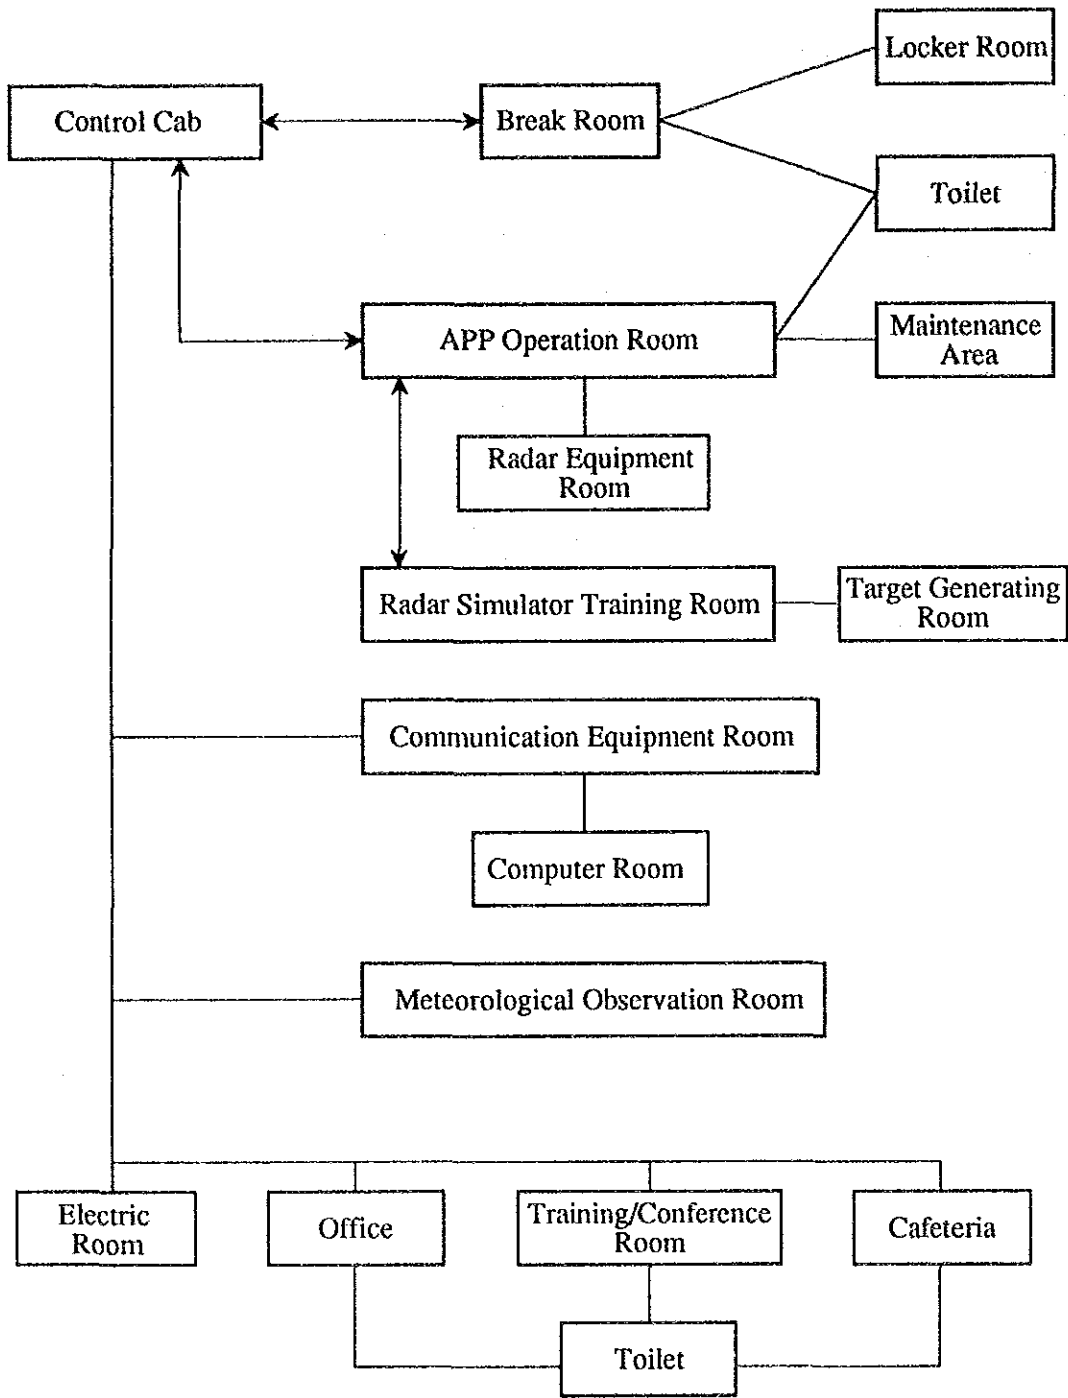 Locker Room
Control Cab
Break Room
Toilet
APP Operation Room
Maintenance
Area
Radar Equipment
Room
Radar Simulator Training Room
Target Generating
Room
Communication Equipment Room
Computer Room
Meteorological Observation Room
Electric
Room
Office
Training/Conference
Room
Cafeteria
Toilet